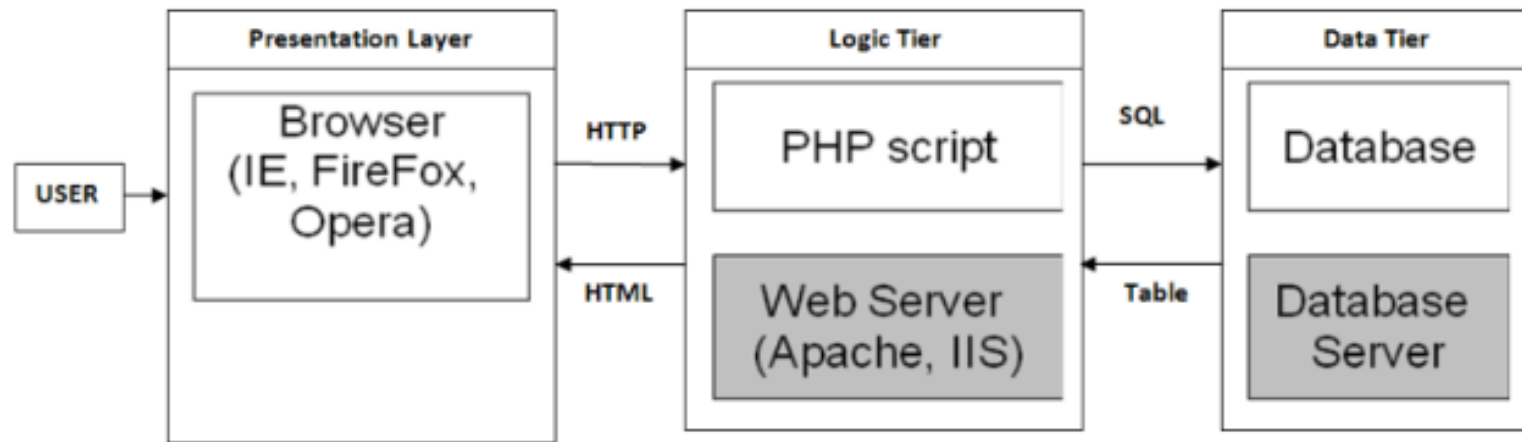 Presentation Layer
Logic Tier
Data Tier
USER
Browser
(IE, FireFox,
Opera)
HTTP
HTML
PHP script
Web Server
(Apache, IIS)
SQL
Table
Database
Database
Server